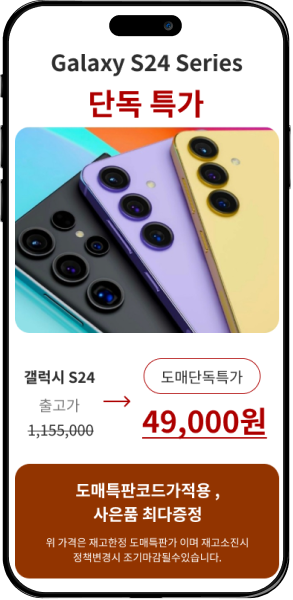 Galaxy S24 Series
단독 특가
갤럭시 S24
출고가
1,155,000
도매단독특가
49,000원
도매특판코드가적용 ,
사은품 최다증정
위 가격은 재고한정 도매특판가 이며 재고소진시
정책변경시 조기마감될수있습니다.